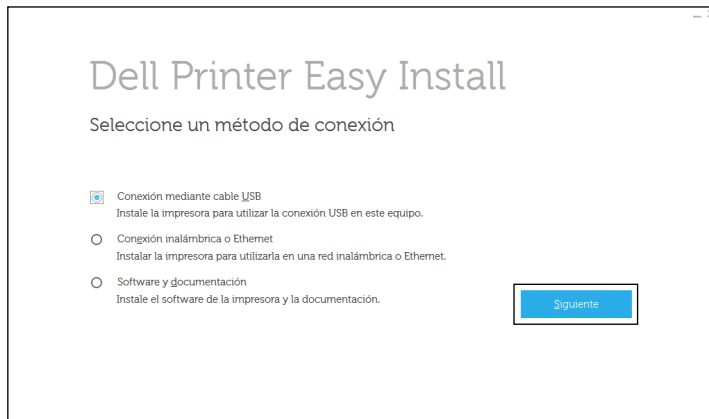 Dell Printer Easy Install
Seleccione un método de conexión
Conexión mediante cable USB
Instale la impresora para utilizar la conexión USB en este equipo.
Conexión inalámbrica o Ethernet
Instalar la impresora para utilizarla en una red inalámbrica o Ethernet.
Software y documentación
Instale el software de la impresora y la documentación.
Siguiente